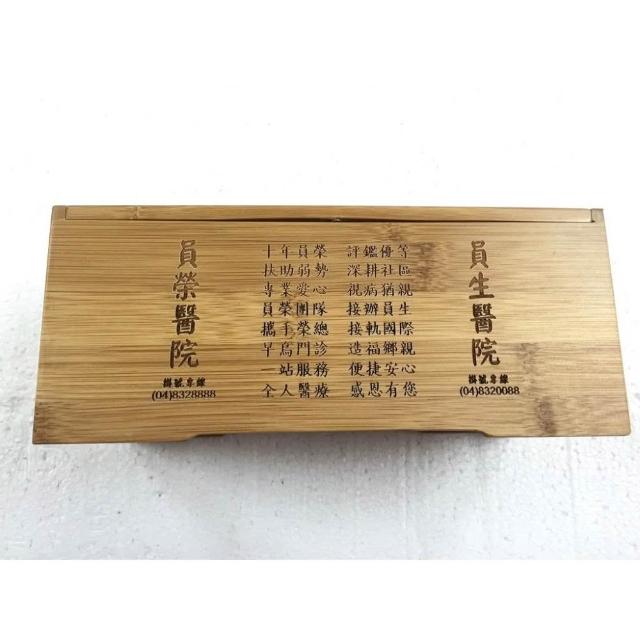 員榮醫院
掛號專線
(04)8328888
十年員榮 評鑑優等
扶助弱勢 深耕社區
專業愛心 視病猶親
員榮團隊 接辦員生
攜手榮總 接軌國際
早鳥門診 造福鄉親
一站服務 便捷安心
全人醫療 感恩有您
員生醫院
掛號專線
(04)8320088